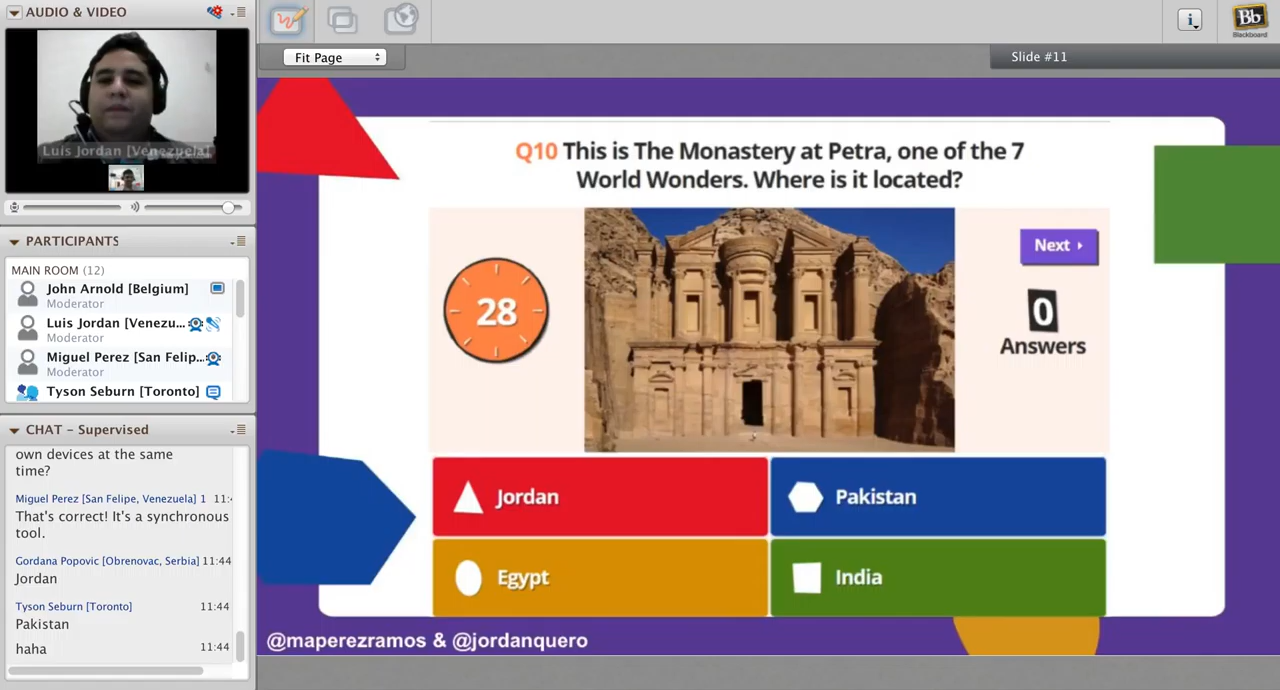 AUDIO & VIDEO
Luis Jordan [Venezuela]
PARTICIPANTS
MAIN ROOM (12)
John Arnold [Belgium]
Moderator
Luis Jordan [Venezu...
Moderator
Miguel Perez [San Felip...
Moderator
Tyson Seburn [Toronto]
CHAT – Supervised
own devices at the same
time?
Miguel Perez [San Felipe, Venezuela] 1 11:
That's correct! It's a synchronous
tool.
Gordana Popovic [Obrenovac, Serbia] 11:44
Jordan
Tyson Seburn [Toronto] 11:44
Pakistan
haha 11:44
Fit Page
Slide #11
i
Bb
Blackboard
Q10 This is The Monastery at Petra, one of the 7
World Wonders. Where is it located?
28
Next
0
Answers
Jordan
Pakistan
Egypt
India
@maperezramos & @jordanquero